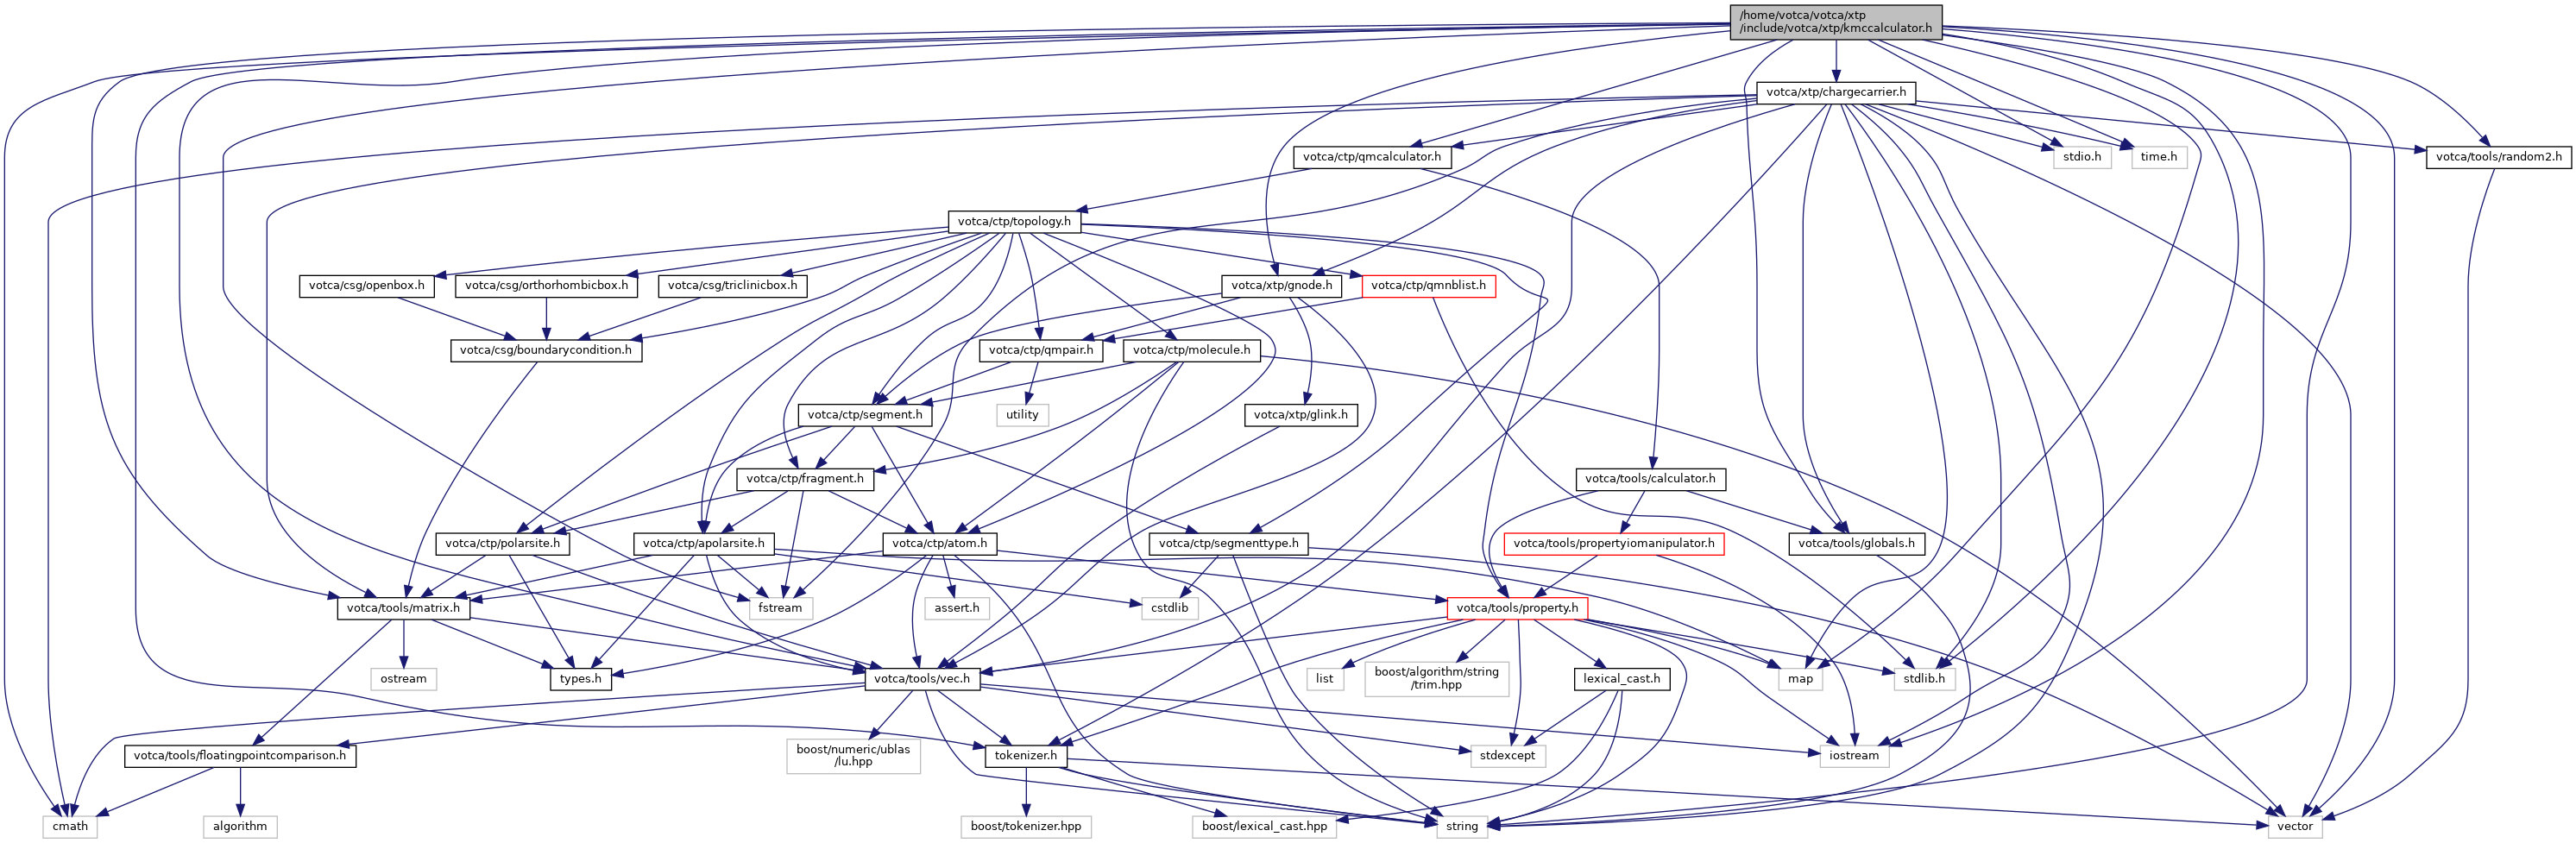 /home/votca/votca/xtp
/include/votca/xtp/kmccalculator.h
votca/xtp/chargecarrier.h
votca/ctp/qmcalculator.h
stdio.h
time.h
votca/tools/random2.h
votca/ctp/topology.h
votca/csg/openbox.h
votca/csg/orthorhombicbox.h
votca/csg/triclinicbox.h
votca/xtp/gnode.h
votca/ctp/qmnblist.h
votca/csg/boundarycondition.h
votca/ctp/qmpair.h
votca/ctp/molecule.h
votca/ctp/segment.h
utility
votca/xtp/glink.h
votca/ctp/fragment.h
votca/tools/calculator.h
votca/ctp/polarsite.h
votca/ctp/apolarsite.h
votca/ctp/atom.h
votca/ctp/segmenttype.h
votca/tools/propertyiomanipulator.h
votca/tools/globals.h
votca/tools/matrix.h
fstream
assert.h
cstdlib
votca/tools/property.h
ostream
types.h
votca/tools/vec.h
list
boost/algorithm/string
/trim.hpp
lexical_cast.h
map
stdlib.h
votca/tools/floatingpointcomparison.h
boost/numeric/ublas
/lu.hpp
tokenizer.h
stdexcept
iostream
cmath
algorithm
boost/tokenizer.hpp
boost/lexical_cast.hpp
string
vector